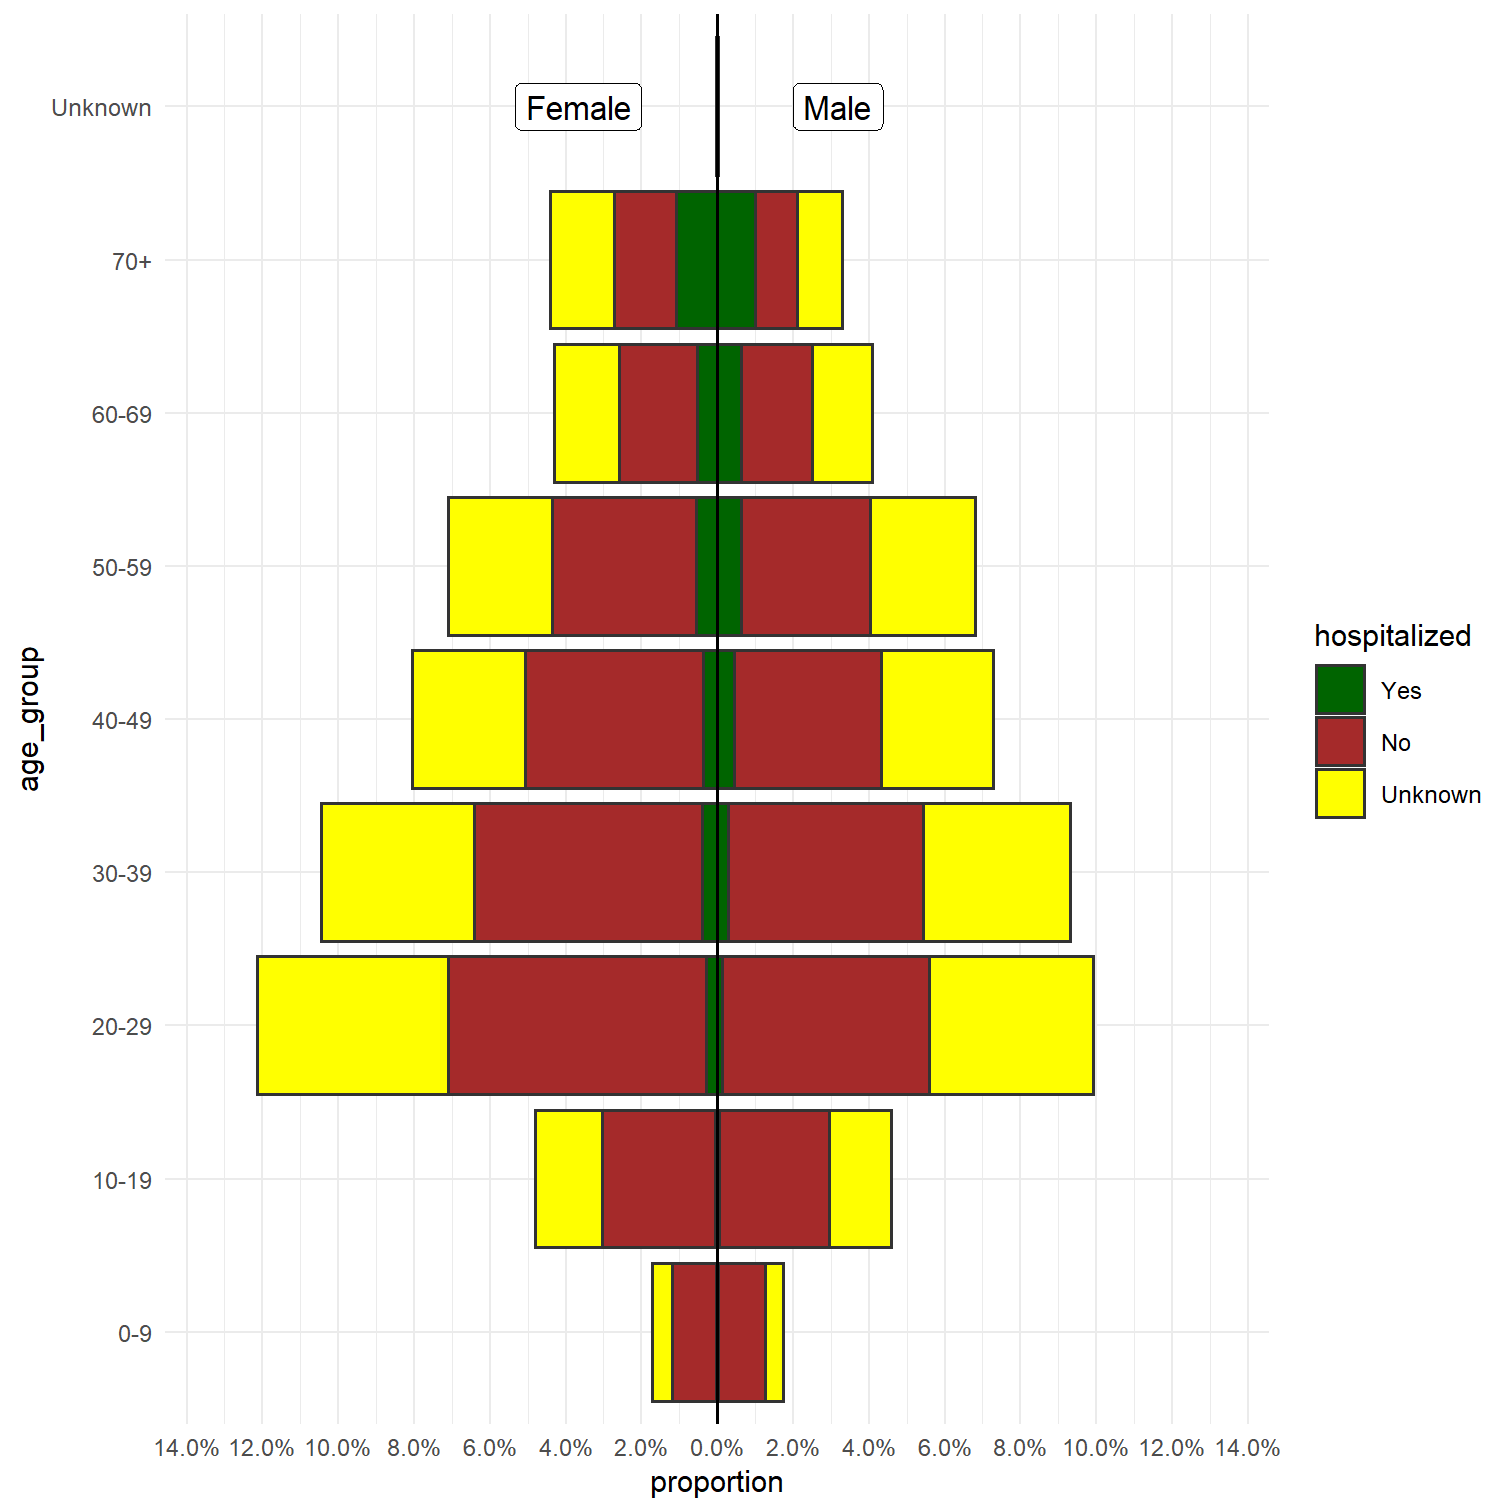 Unknown
Female
Male
70+
60-69
50-59
40-49
30-39
20-29
10-19
0-9
age_group
14.0% 12.0% 10.0% 8.0% 6.0% 4.0% 2.0% 0.0% 2.0% 4.0% 6.0% 8.0% 10.0% 12.0% 14.0%
proportion
hospitalized
Yes
No
Unknown